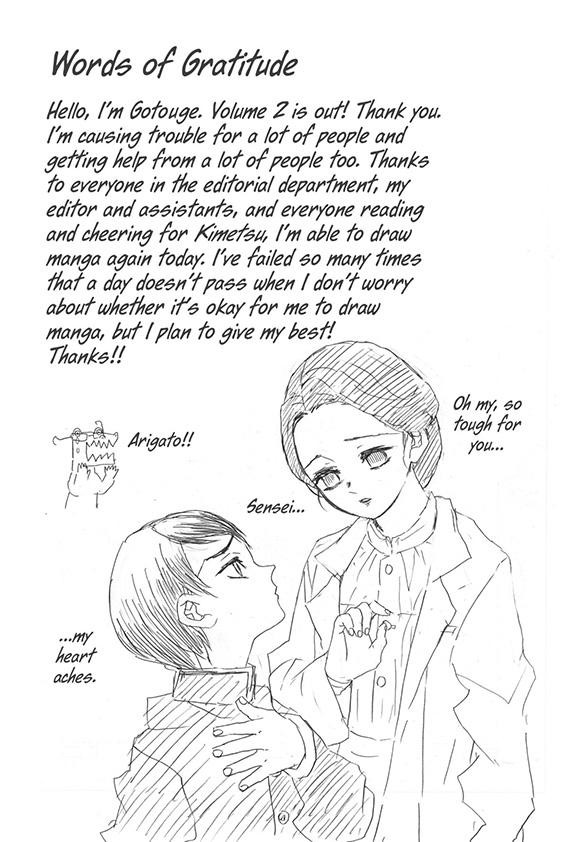 Words of Gratitude
Hello, I'm Gotouge. Volume 2 is out! Thank you.
I'm causing trouble for a lot of people and
getting help from a lot of people too. Thanks
to everyone in the editorial department, my
editor and assistants, and everyone reading
and cheering for Kimetsu, I'm able to draw
manga again today. I've failed so many times
that a day doesn't pass when I don't worry
about whether it's okay for me to draw
manga, but I plan to give my best!
Thanks!!
Oh my, so
tough for
you...
Arigato!!
Sensei...
...my
heart
aches.